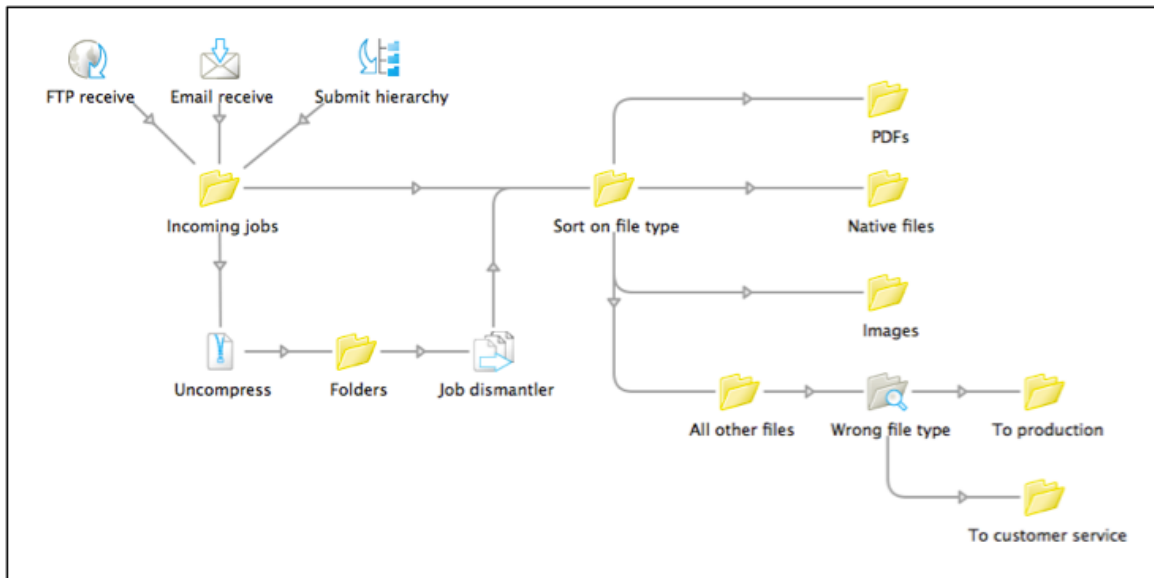 FTP receive
Email receive
Submit hierarchy
PDFs
Incoming jobs
Sort on file type
Native files
Images
Uncompress
Folders
Job dismantler
All other files
Wrong file type
To production
To customer service